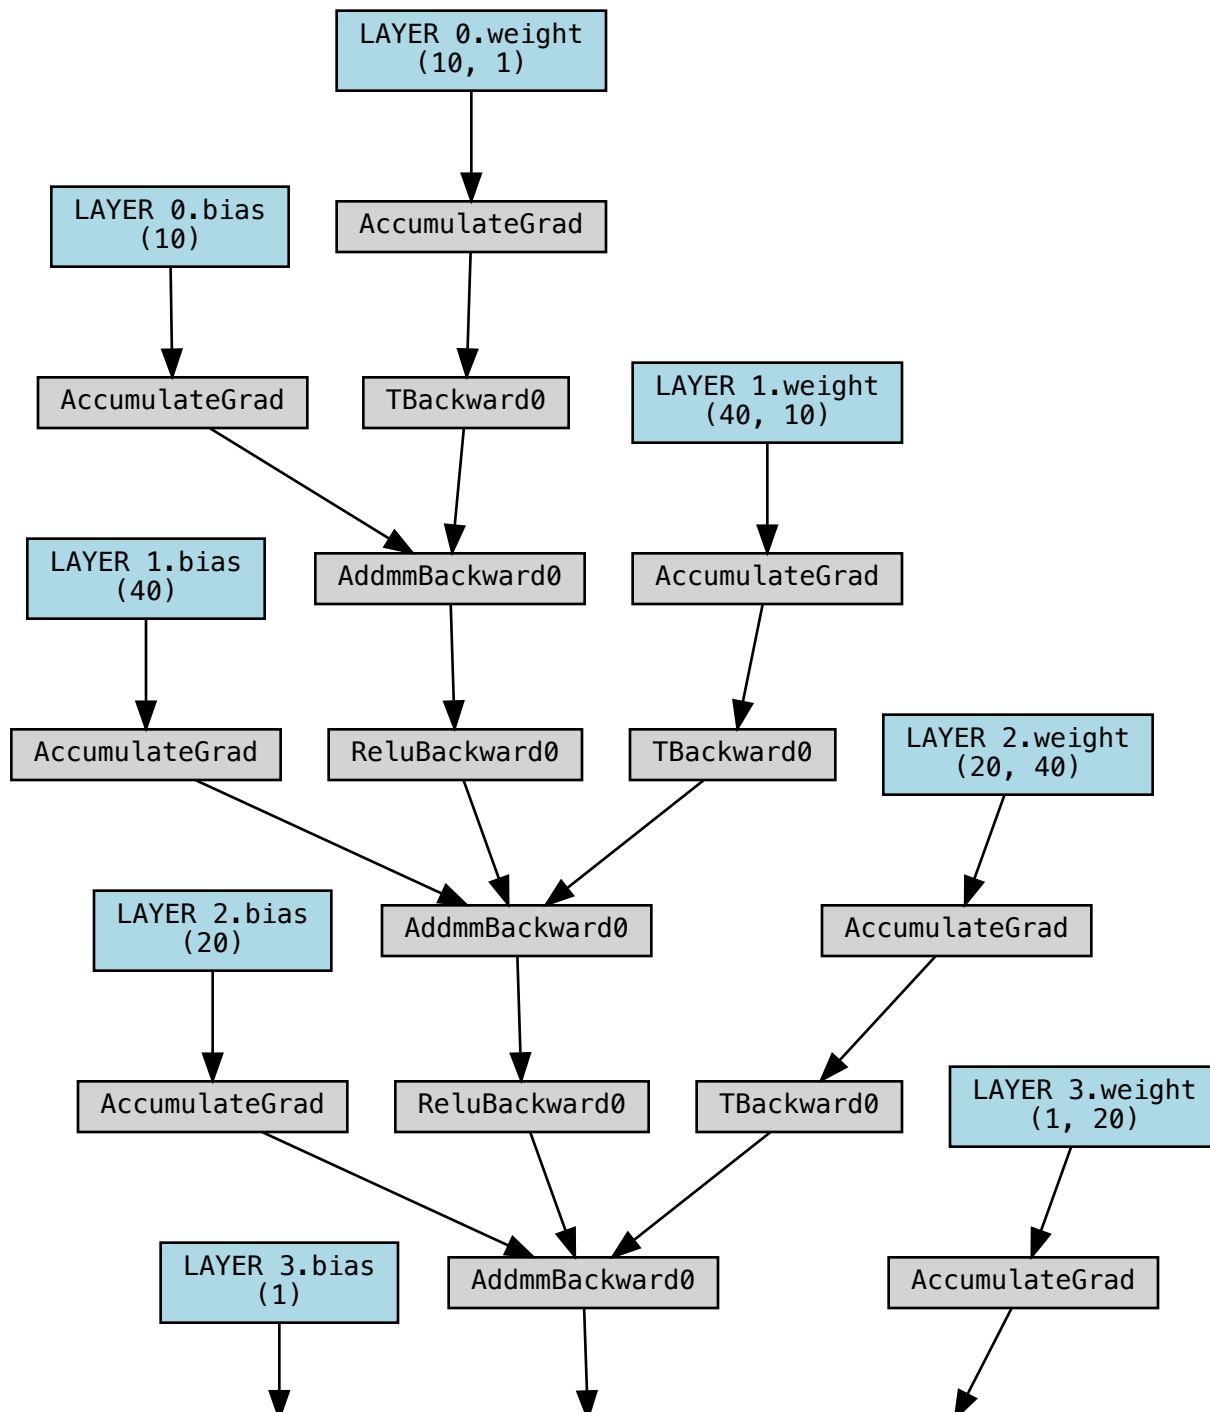 LAYER 0.weight
(10, 1)
LAYER 0.bias
(10)
AccumulateGrad
AccumulateGrad
TBackward0
LAYER 1.weight
(40, 10)
LAYER 1.bias
(40)
AddmmBackward0
AccumulateGrad
AccumulateGrad
ReluBackward0
TBackward0
LAYER 2.weight
(20, 40)
LAYER 2.bias
(20)
AddmmBackward0
AccumulateGrad
AccumulateGrad
ReluBackward0
TBackward0
LAYER 3.weight
(1, 20)
LAYER 3.bias
(1)
AddmmBackward0
AccumulateGrad